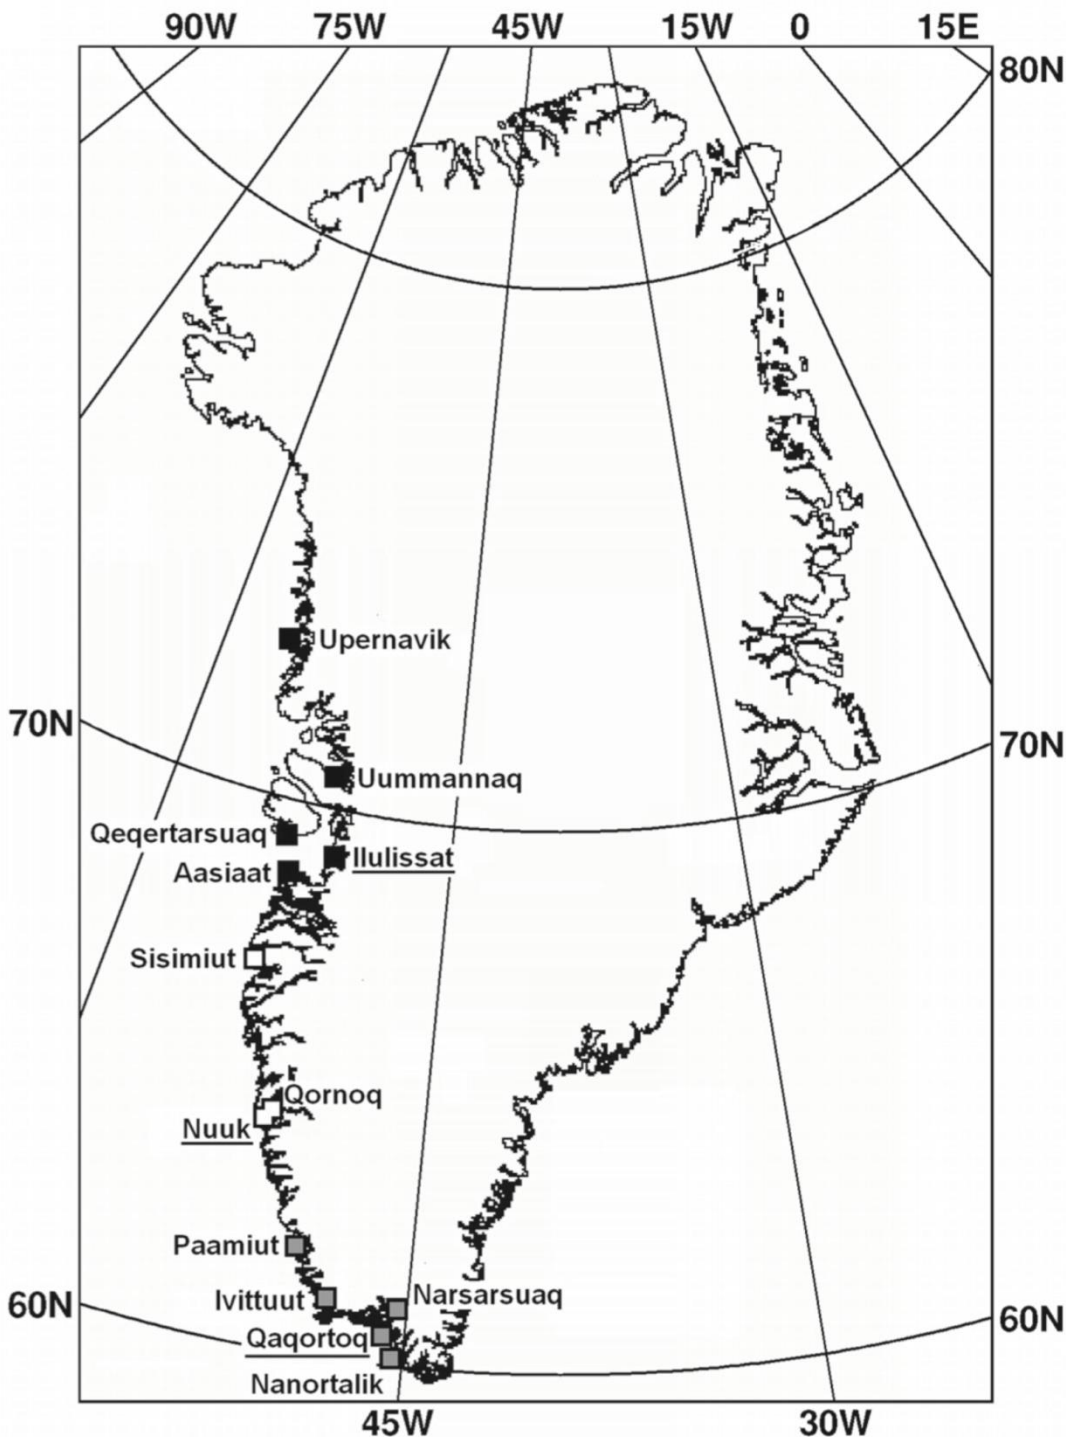 90W 75W 45W 15W 0 15E
80N
Upernavik
70N
70N
Uummannaq
Qeqertarsuaq
Ilulissat
Aasiaat
Sisimiut
Qornoq
Nuuk
Paamiut
Ivittuut
Narsarsuaq
60N
60N
Qaqortoq
Nanortalik
45W 30W